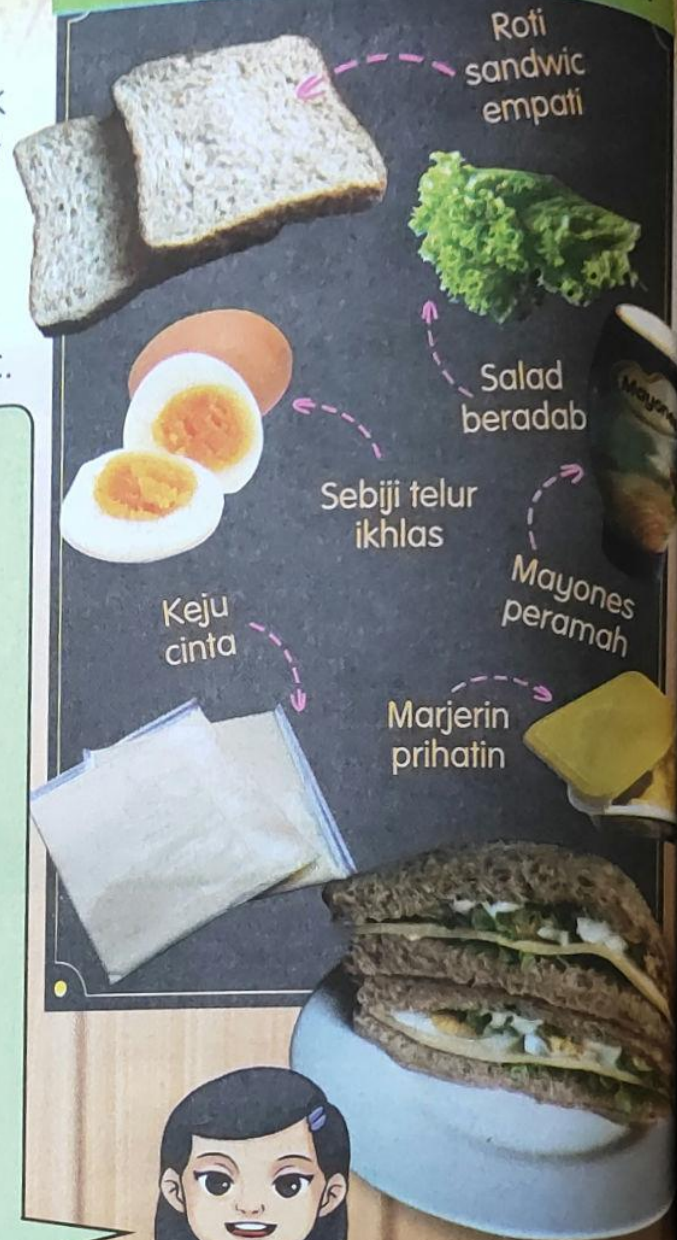 Roti
sandwic
empati
Salad
beradab
Sebiji telur
ikhlas
Mayones
peramah
Keju
cinta
Marjerin
prihatin